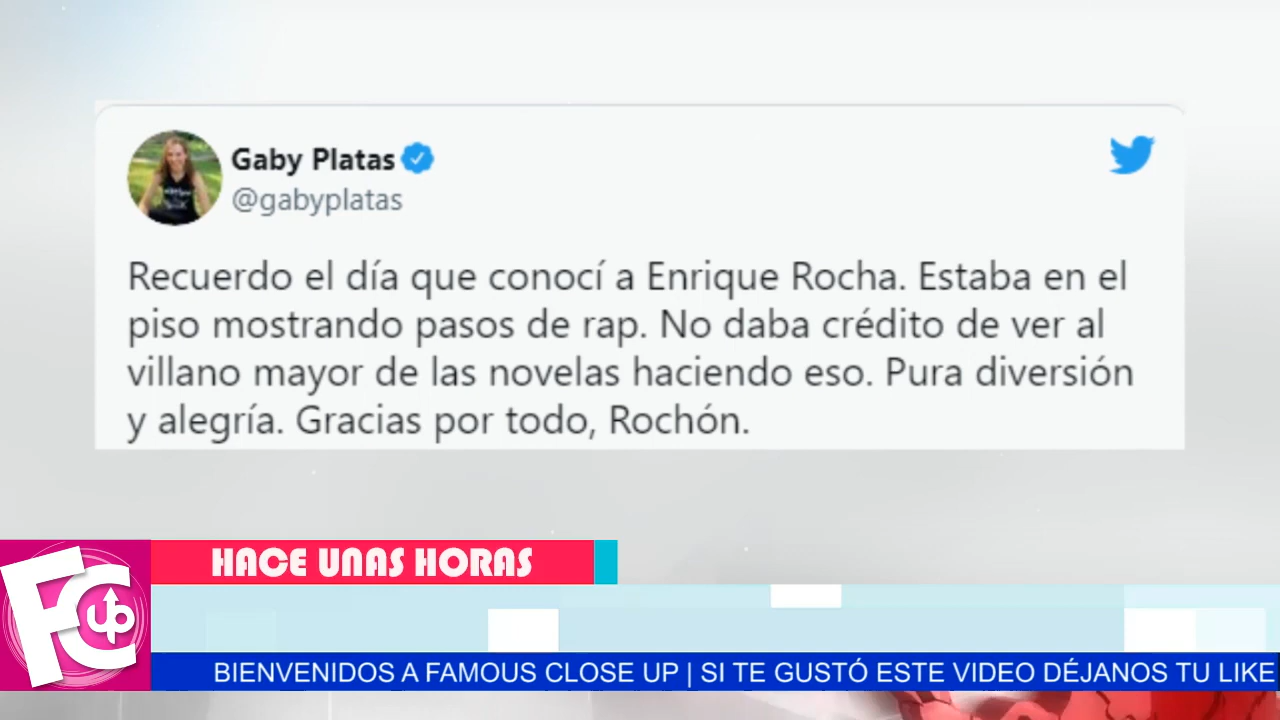 Gaby Platas
@gabyplatas
Recuerdo el día que conocí a Enrique Rocha. Estaba en el
piso mostrando pasos de rap. No daba crédito de ver al
villano mayor de las novelas haciendo eso. Pura diversión
y alegría. Gracias por todo, Rochón.
HACE UNAS HORAS
FC up
BIENVENIDOS A FAMOUS CLOSE UP | SI TE GUSTÓ ESTE VIDEO DÉJANOS TU LIKE